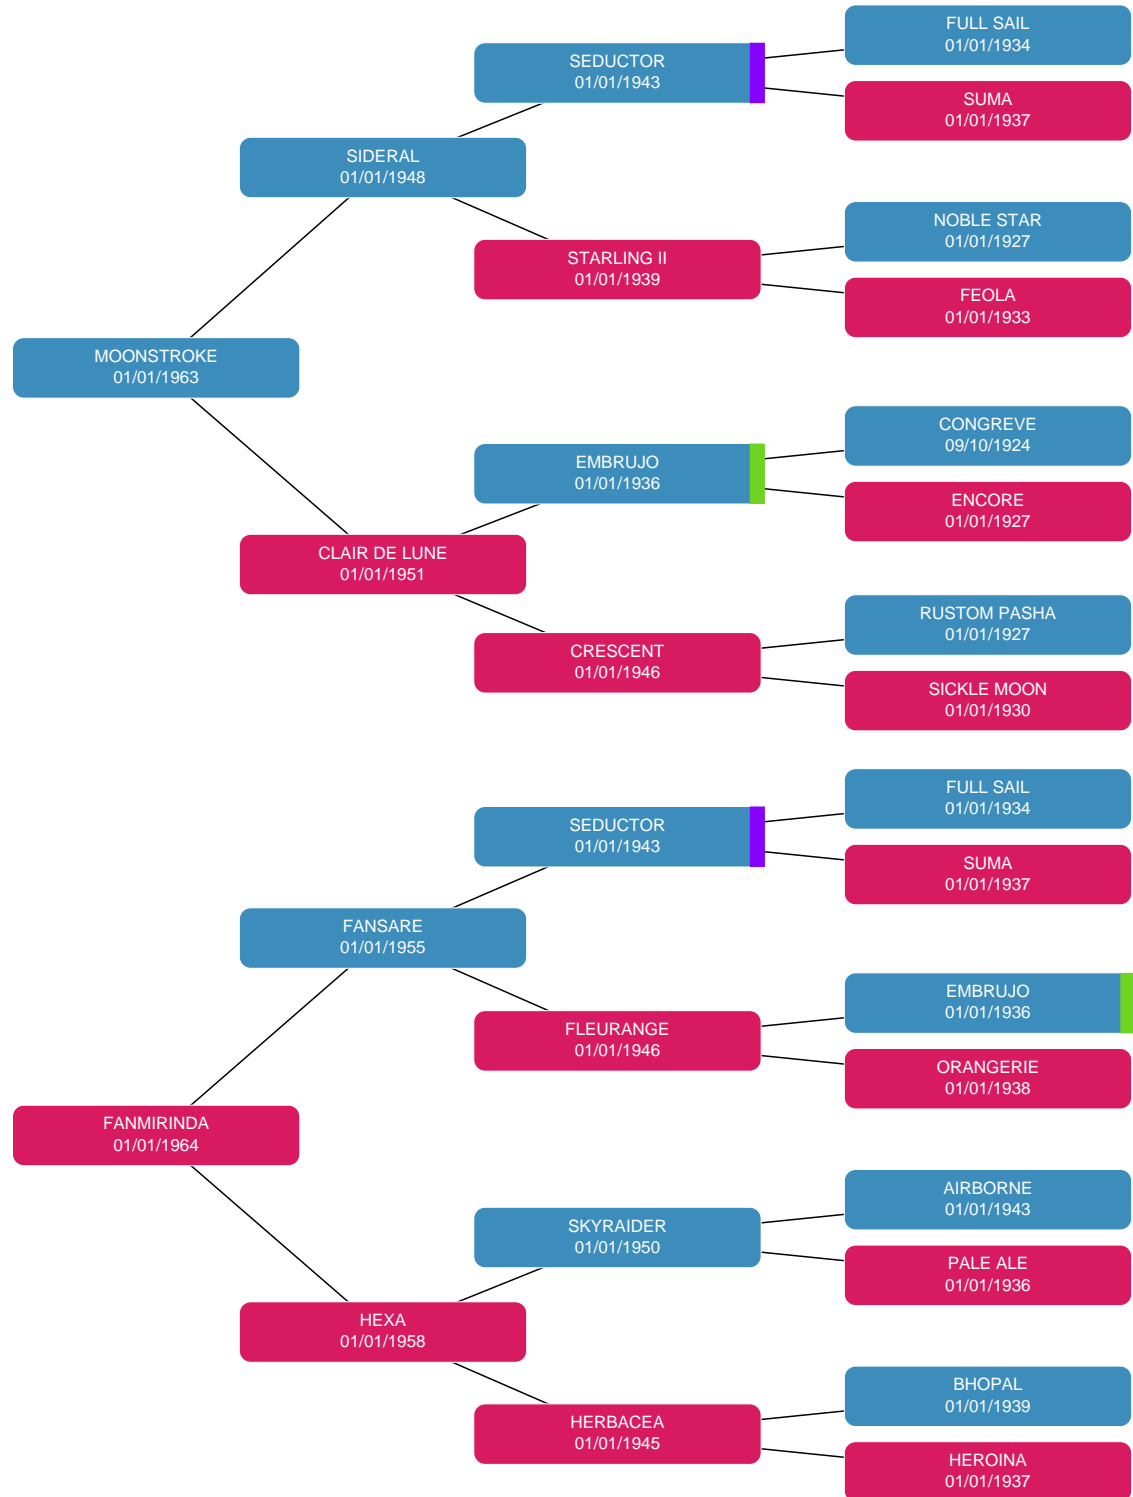 FULL SAIL
01/01/1934
SEDUCTOR
01/01/1943
SUMA
01/01/1937
SIDERAL
01/01/1948
NOBLE STAR
01/01/1927
STARLING II
01/01/1939
FEOLA
01/01/1933
MOONSTROKE
01/01/1963
CONGREVE
09/10/1924
EMBRUJO
01/01/1936
ENCORE
01/01/1927
CLAIR DE LUNE
01/01/1951
RUSTOM PASHA
01/01/1927
CRESCENT
01/01/1946
SICKLE MOON
01/01/1930
FULL SAIL
01/01/1934
SEDUCTOR
01/01/1943
SUMA
01/01/1937
FANSARE
01/01/1955
EMBRUJO
01/01/1936
FLEURANGE
01/01/1946
ORANGERIE
01/01/1938
FANMIRINDA
01/01/1964
AIRBORNE
01/01/1943
SKYRAIDER
01/01/1950
PALE ALE
01/01/1936
HEXA
01/01/1958
BHOPAL
01/01/1939
HERBACEA
01/01/1945
HEROINA
01/01/1937